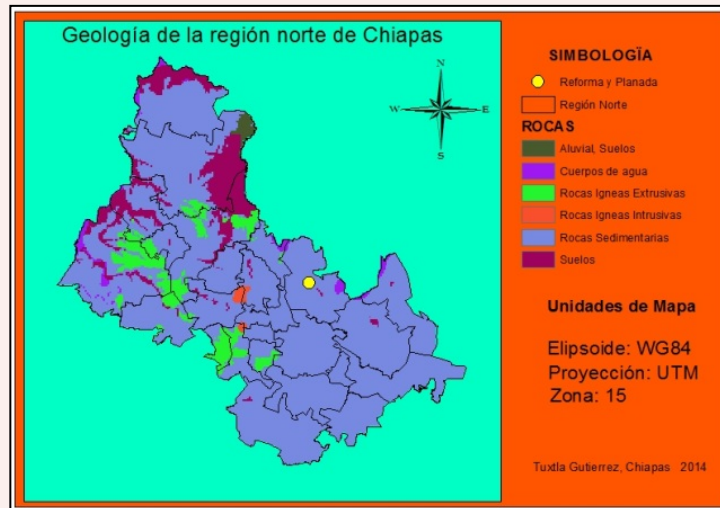 Geología de la región norte de Chiapas
N
W
E
S
SIMBOLOGÏA
Reforma y Planada
Región Norte
ROCAS
Aluvial, Suelos
Cuerpos de agua
Rocas Igneas Extrusivas
Rocas Igneas Intrusivas
Rocas Sedimentarias
Suelos
Unidades de Mapa
Elipsoide: WG84
Proyección: UTM
Zona: 15
Tuxtla Gutierrez, Chiapas 2014